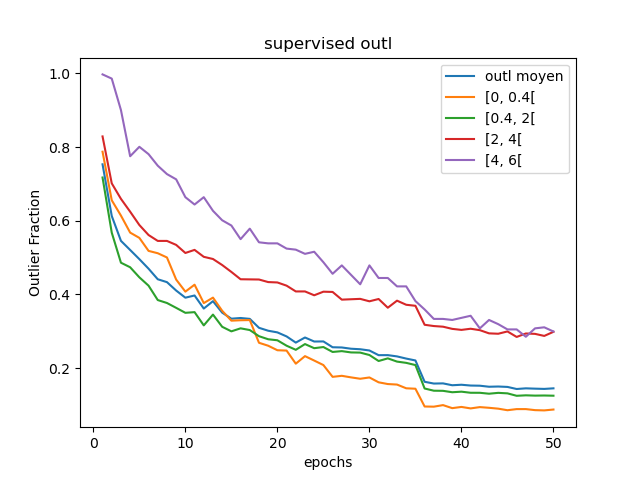 supervised outl
outl moyen
[0, 0.4[
[0.4, 2[
[2, 4[
[4, 6[
1.0
0.8
0.6
0.4
0.2
Outlier Fraction
0 10 20 30 40 50
epochs